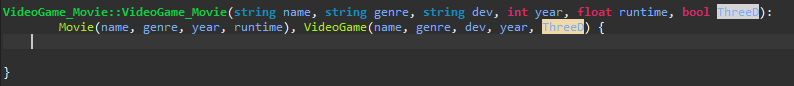 VideoGame_Movie::VideoGame_Movie(string name, string genre, string dev, int year, float runtime, bool ThreeD):
Movie(name, genre, year, runtime), VideoGame(name, genre, dev, year, ThreeD) {
}